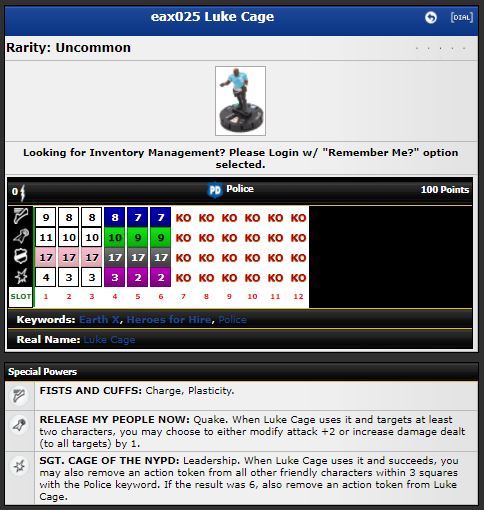 eax025 Luke Cage
[DIAL]
Rarity: Uncommon
Looking for Inventory Management? Please Login w/ "Remember Me?" option
selected.
0 PD Police 100 Points
9 8 8 8 7 7 KO KO KO KO KO KO
11 10 10 10 9 9 KO KO KO KO KO KO
17 17 17 17 17 17 KO KO KO KO KO KO
4 3 3 3 2 2 KO KO KO KO KO KO
SLOT 1 2 3 4 5 6 7 8 9 10 11 12
Keywords: Earth X, Heroes for Hire, Police
Real Name: Luke Cage
Special Powers
FISTS AND CUFFS: Charge, Plasticity.
RELEASE MY PEOPLE NOW: Quake. When Luke Cage uses it and targets at least
two characters, you may choose to either modify attack +2 or increase damage dealt
(to all targets) by 1.
SGT. CAGE OF THE NYPD: Leadership. When Luke Cage uses it and succeeds, you
may also remove an action token from all other friendly characters within 3 squares
with the Police keyword. If the result was 6, also remove an action token from Luke
Cage.